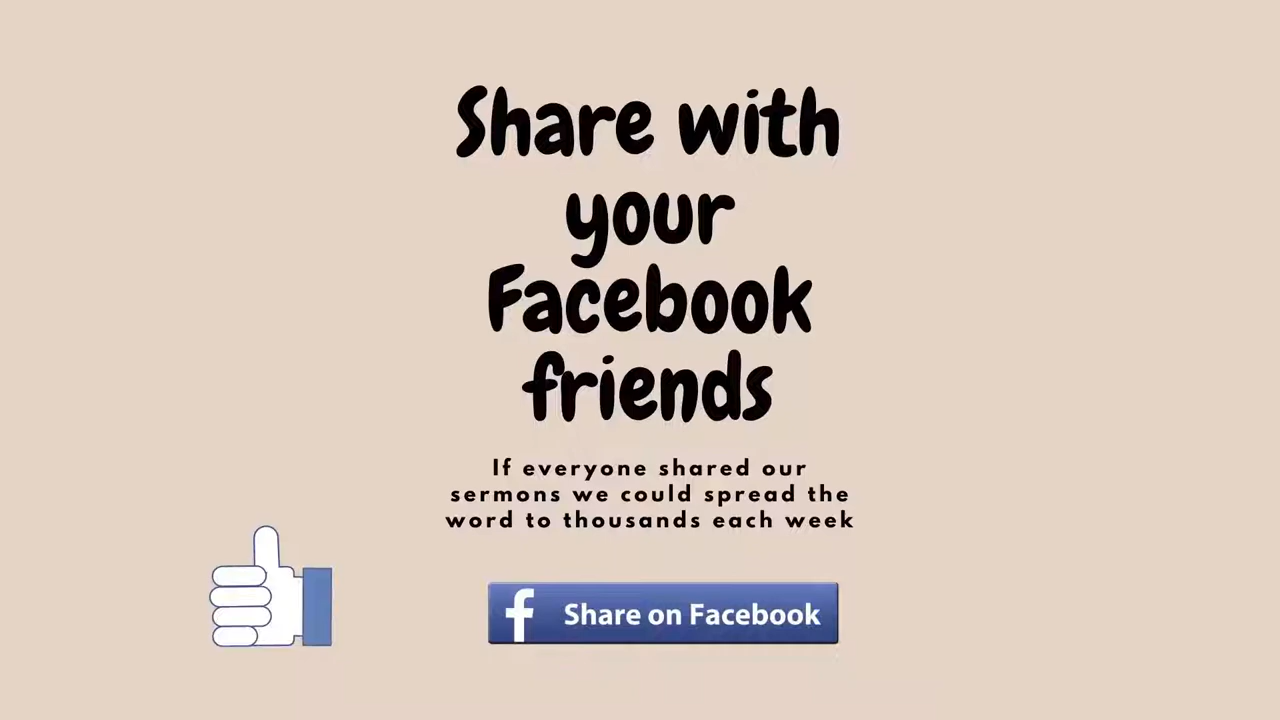 Share with
your
Facebook
friends
If everyone shared our
sermons we could spread the
word to thousands each week
f Share on Facebook